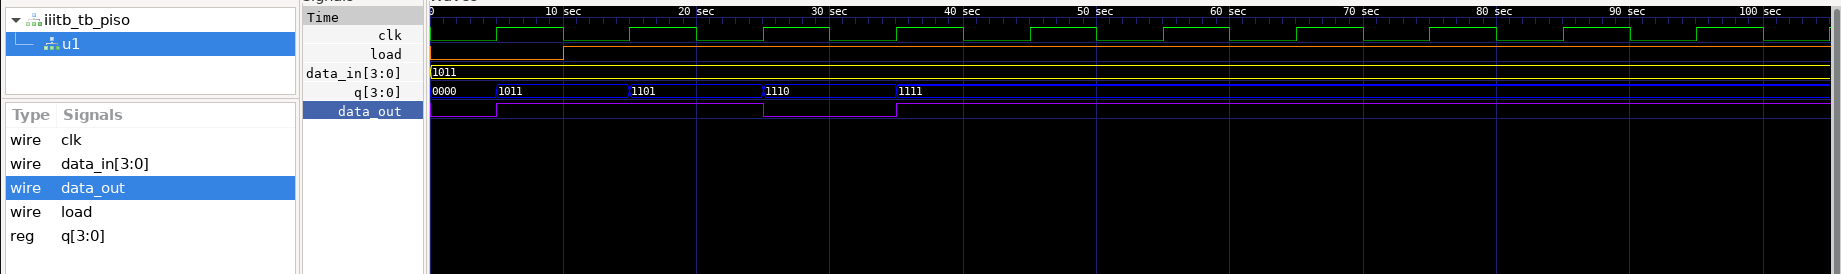 iiitb_tb_piso
u1
Type Signals
wire clk
wire data_in[3:0]
wire data_out
wire load
reg q[3:0]
Time
clk
load
data_in[3:0]
q[3:0]
data_out
0 10 sec 20 sec 30 sec 40 sec 50 sec 60 sec 70 sec 80 sec 90 sec 100 sec
1011
0000 1011 1101 1110 1111